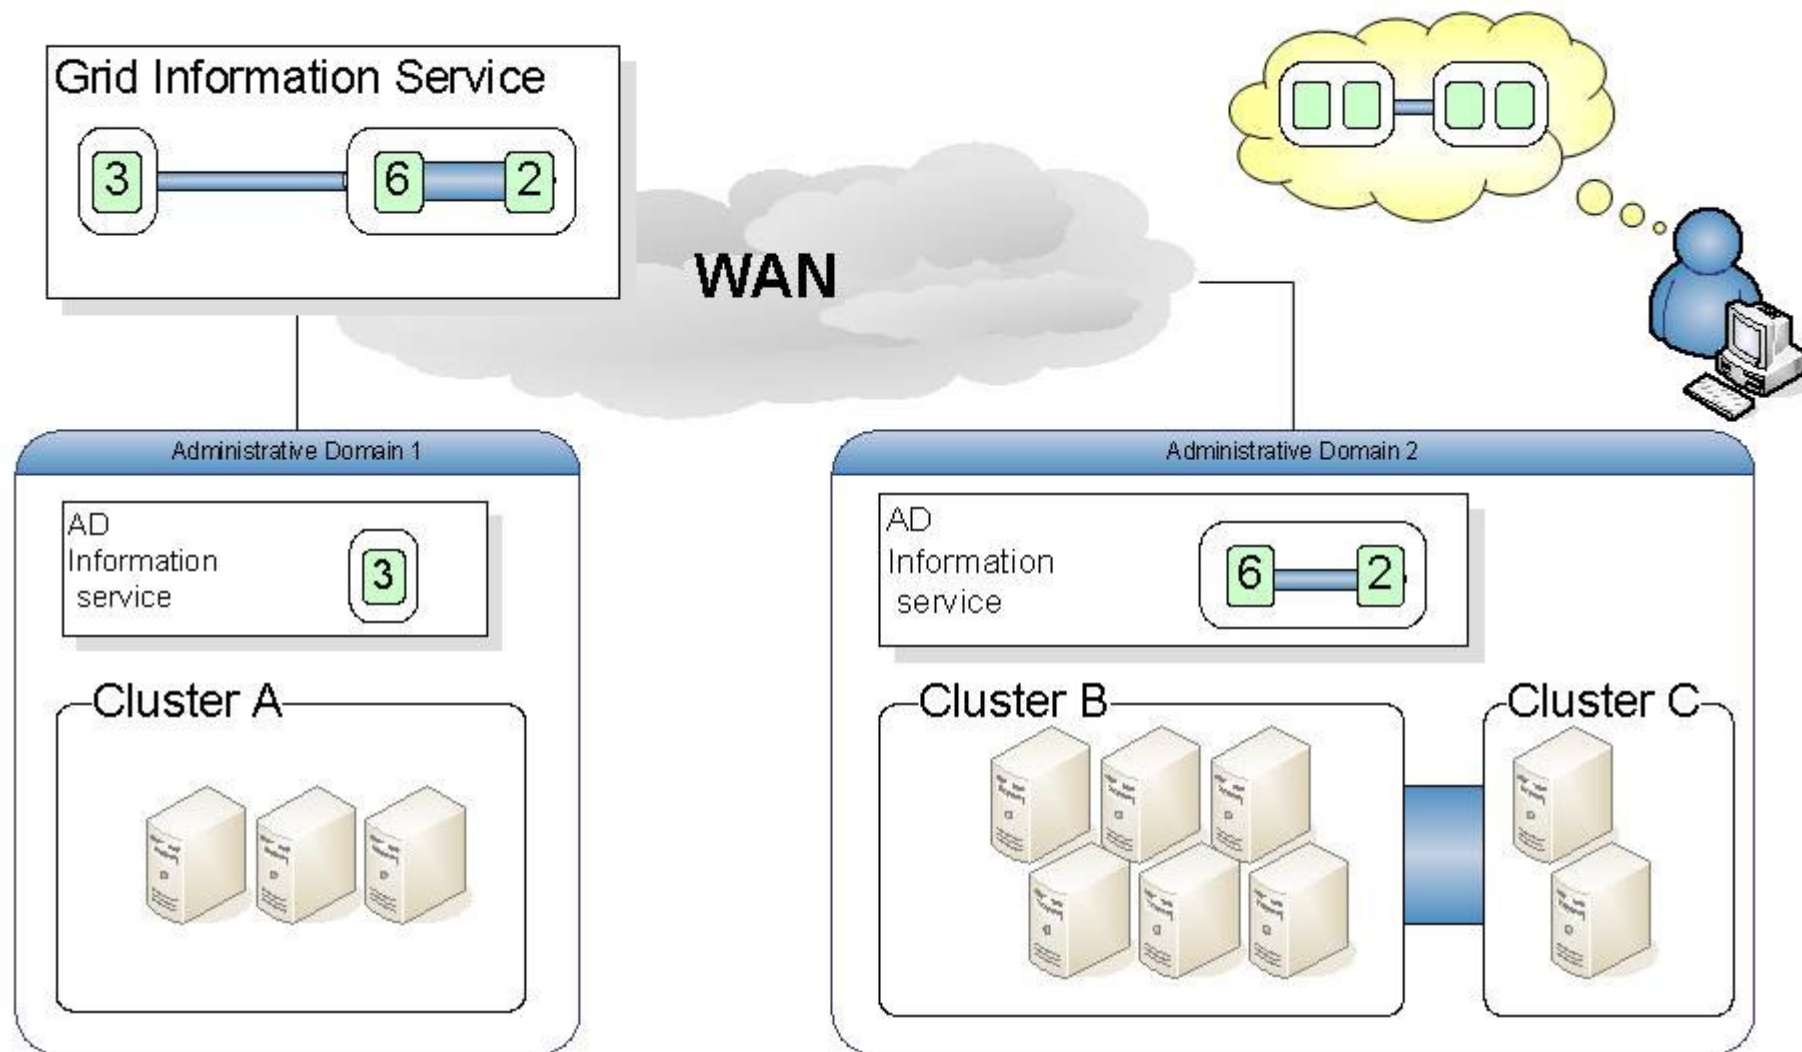 Grid Information Service
3
6
2
WAN
Administrative Domain 1
AD
Information
service
3
Cluster A
Administrative Domain 2
AD
Information
service
6
2
Cluster B
Cluster C